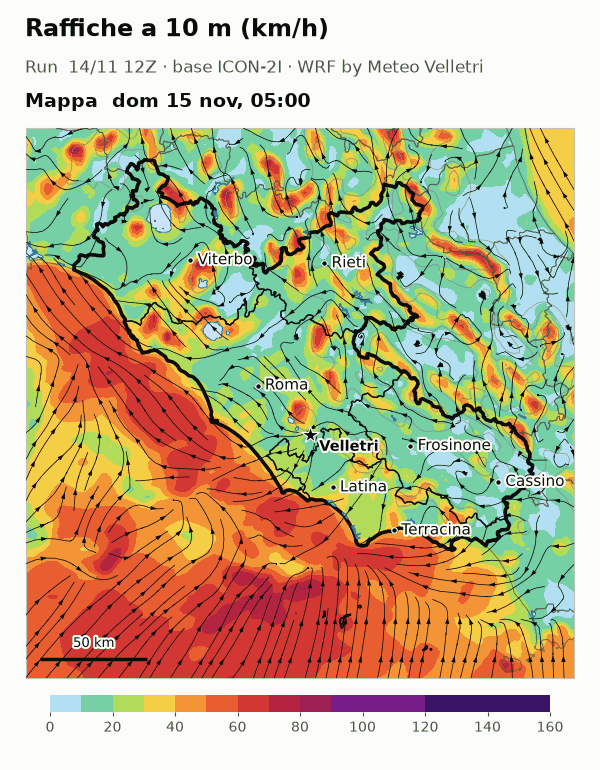 Raffiche a 10 m (km/h)
Run 14/11 12Z · base ICON-2I · WRF by Meteo Velletri
Mappa dom 15 nov, 05:00
Viterbo
Rieti
Roma
Velletri
Frosinone
Cassino
Latina
Terracina
50 km
0 20 40 60 80 100 120 140 160